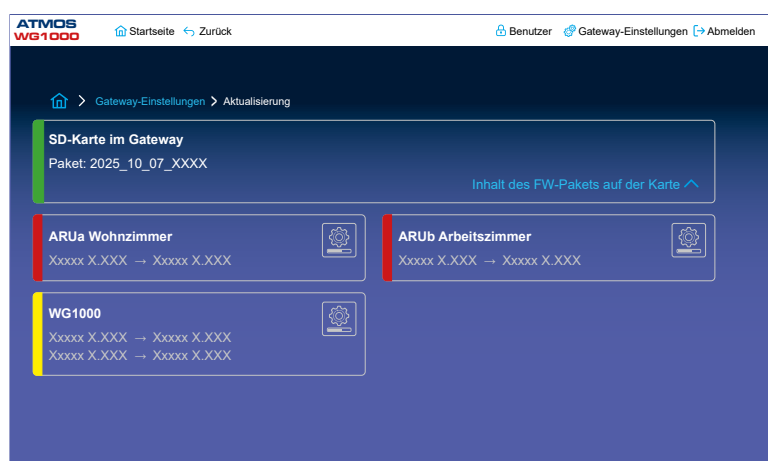 ATMOS
WG1000
Startseite Zurück Benutzer Gateway-Einstellungen Abmelden
Gateway-Einstellungen Aktualisierung
SD-Karte im Gateway
Paket: 2025_10_07_XXXX
Inhalt des FW-Pakets auf der Karte
ARUa Wohnzimmer
Xxxxx X.XXX → Xxxxx X.XXX
ARUb Arbeitszimmer
Xxxxx X.XXX → Xxxxx X.XXX
WG1000
Xxxxx X.XXX → Xxxxx X.XXX
Xxxxx X.XXX → Xxxxx X.XXX